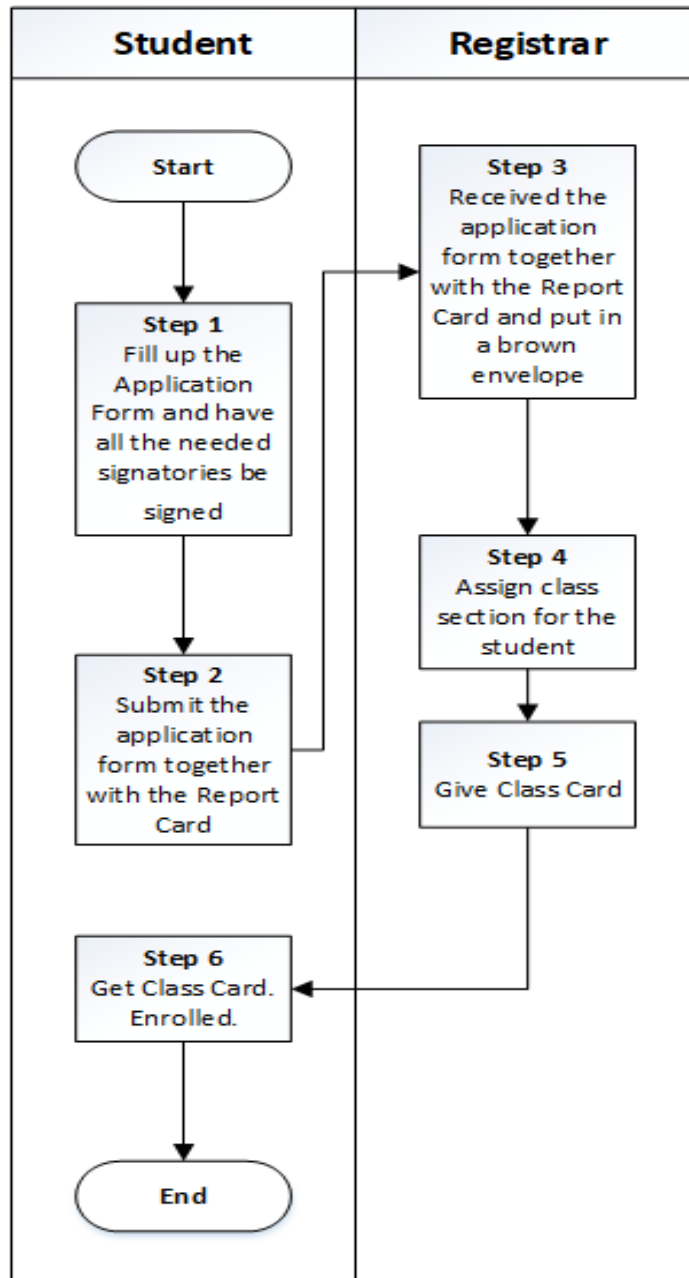 Student
Registrar
Start
Step 1
Fill up the
Application
Form and have
all the needed
signatories be
signed
Step 2
Submit the
application
form together
with the Report
Card
Step 3
Received the
application
form together
with the Report
Card and put in
a brown
envelope
Step 4
Assign class
section for the
student
Step 5
Give Class Card
Step 6
Get Class Card.
Enrolled.
End